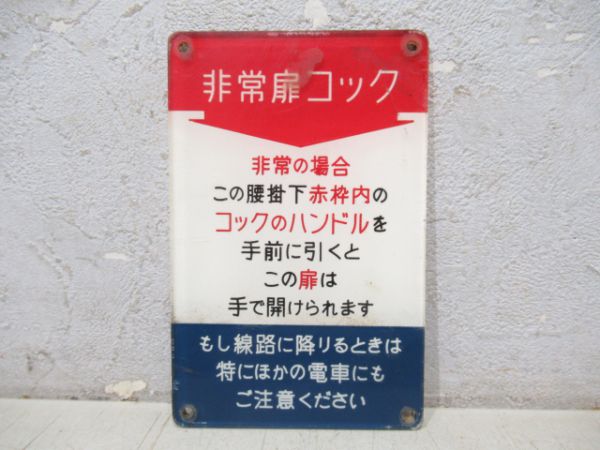 非常扉コック
非常の場合
この腰掛下赤枠内の
コックのハンドルを
手前に引くと
この扉は
手で開けられます
もし線路に降りるときは
特にほかの電車にも
ご注意ください